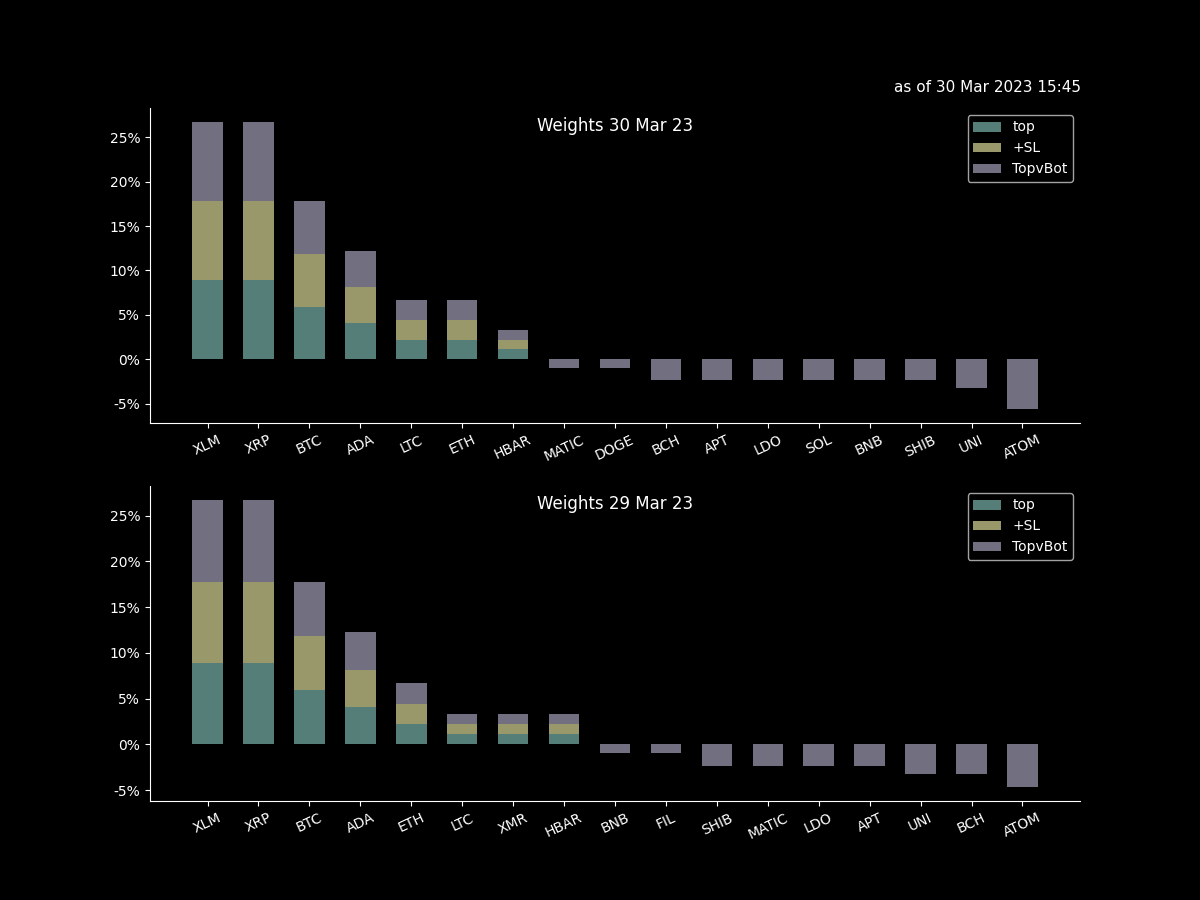 as of 30 Mar 2023 15:45
Weights 30 Mar 23
top
+SL
TopvBot
25%
20%
15%
10%
5%
0%
-5%
XLM XRP BTC ADA LTC ETH HBAR MATIC DOGE BCH APT LDO SOL BNB SHIB UNI ATOM
Weights 29 Mar 23
top
+SL
TopvBot
25%
20%
15%
10%
5%
0%
-5%
XLM XRP BTC ADA ETH LTC XMR HBAR BNB FIL SHIB MATIC LDO APT UNI BCH ATOM